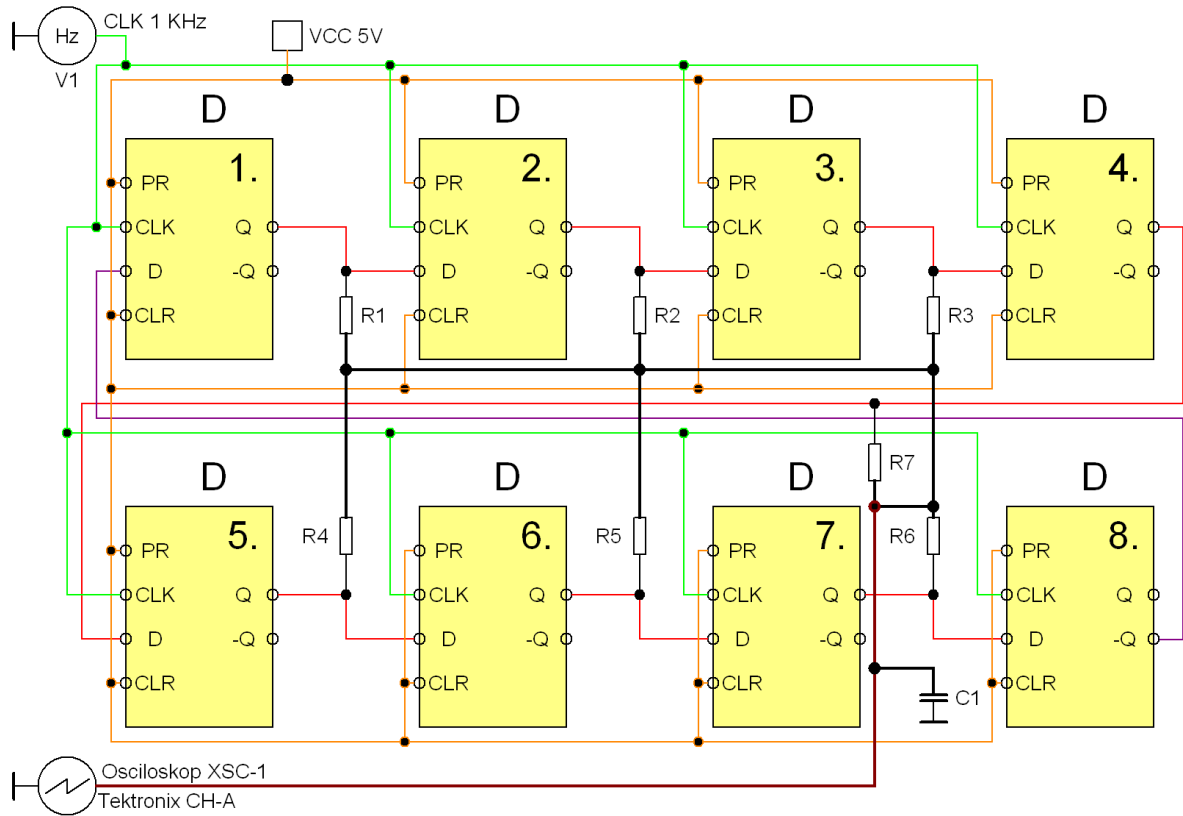 CLK 1 KHz
Hz
V1
VCC 5V
D
D
D
D
1.
PR
CLK
Q
D
-Q
CLR
2.
PR
CLK
Q
D
-Q
CLR
3.
PR
CLK
Q
D
-Q
CLR
4.
PR
CLK
Q
D
-Q
CLR
R1
R2
R3
R7
D
D
D
D
R4
R5
R6
5.
PR
CLK
Q
D
-Q
CLR
6.
PR
CLK
Q
D
-Q
CLR
7.
PR
CLK
Q
D
-Q
CLR
8.
PR
CLK
Q
D
-Q
CLR
C1
Osciloskop XSC-1
Tektronix CH-A